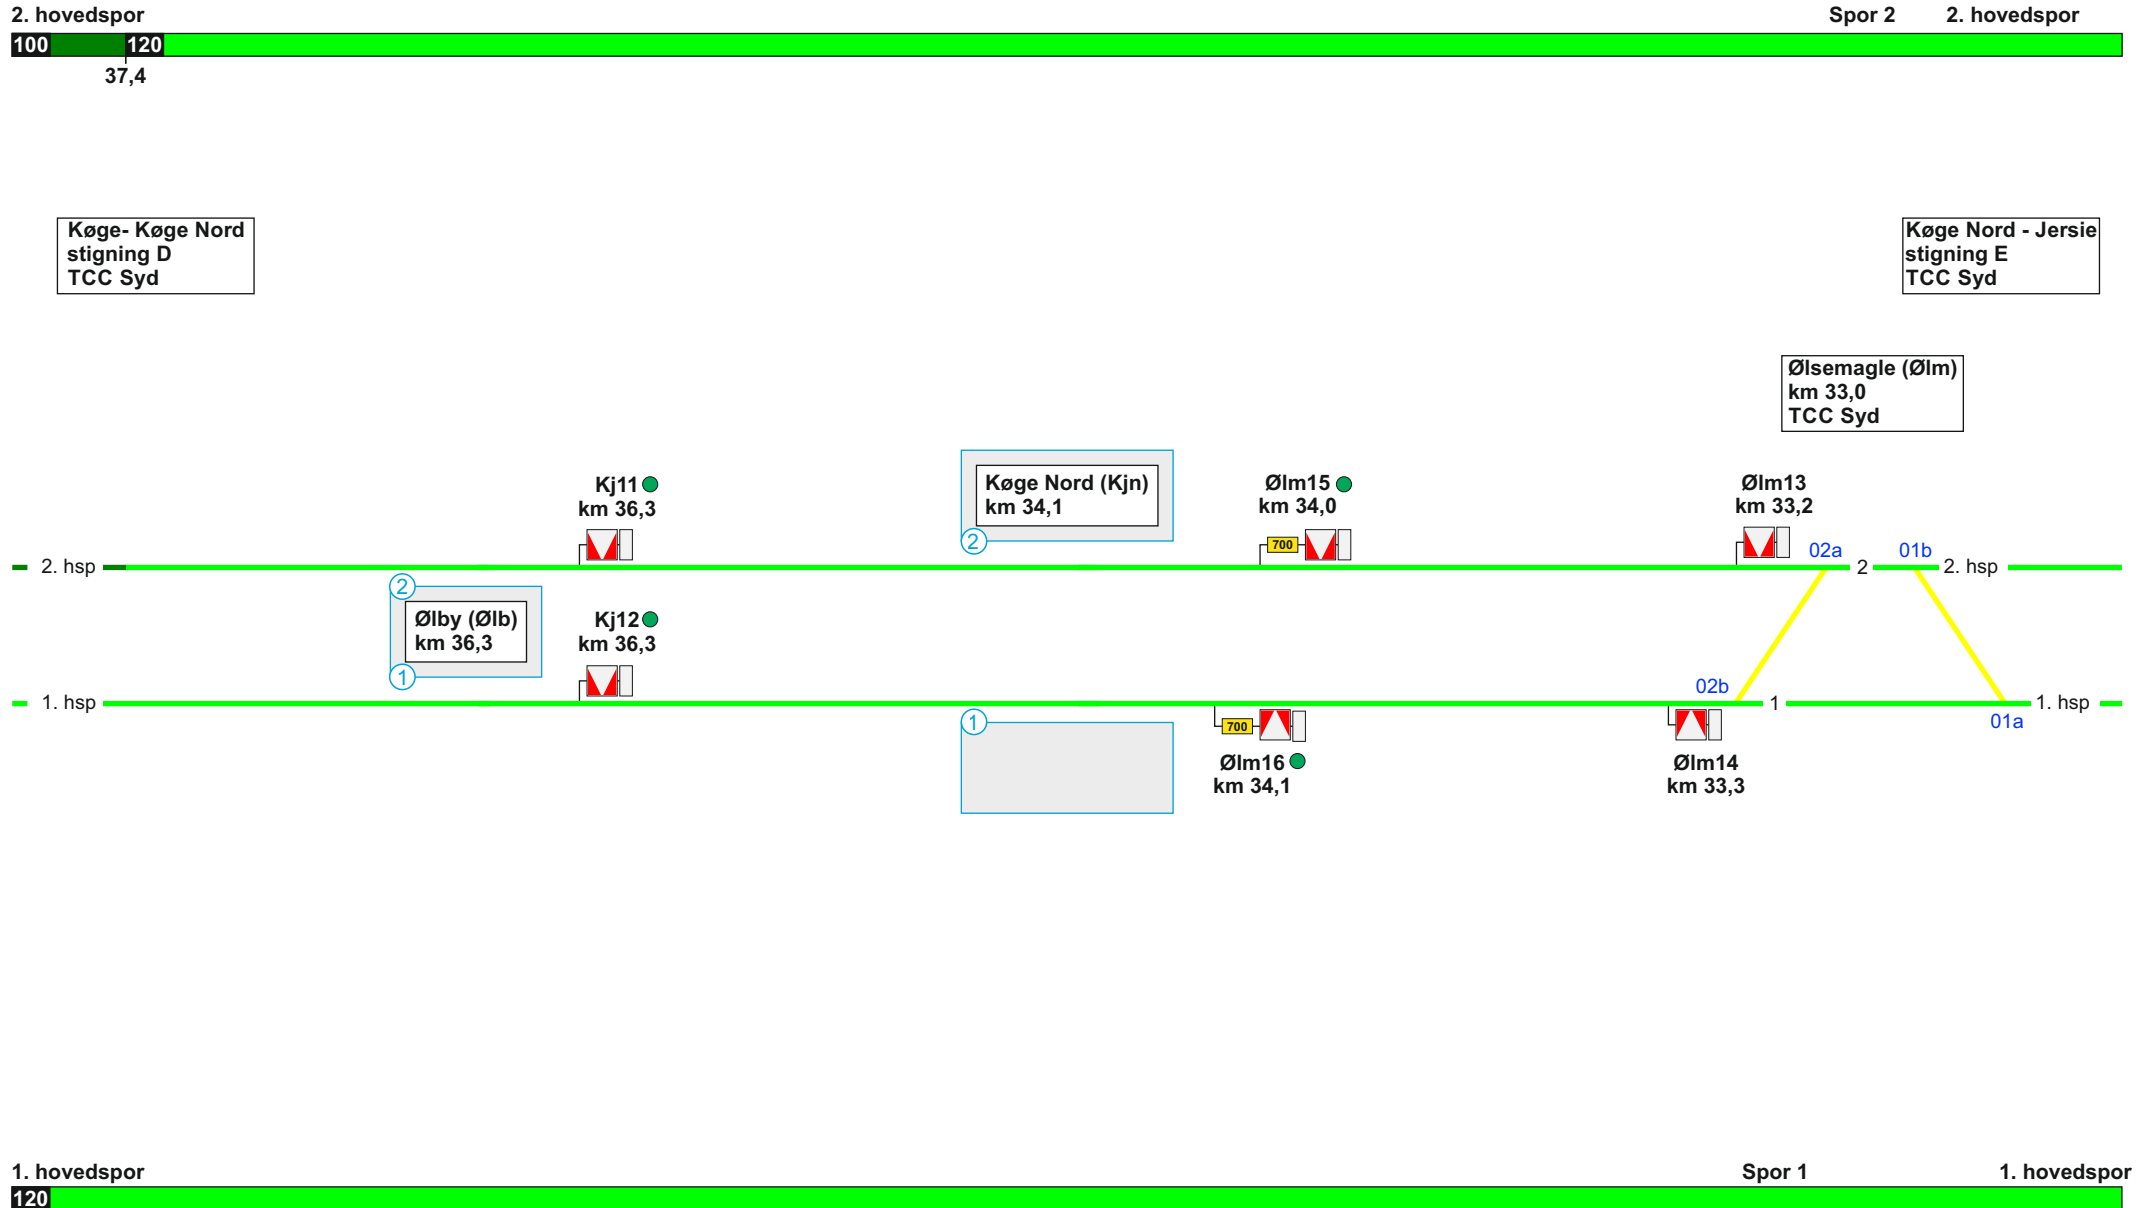 2. hovedspor
Spor 2
2. hovedspor
100
120
37,4
Køge- Køge Nord
stigning D
TCC Syd
Køge Nord - Jersie
stigning E
TCC Syd
Ølsemagle (Ølm)
km 33,0
TCC Syd
Kj11
km 36,3
Køge Nord (Kjn)
km 34,1
2
Ølm15
km 34,0
700
Ølm13
km 33,2
02a
01b
2. hsp
2
2. hsp
2
Ølby (Ølb)
km 36,3
1
Kj12
km 36,3
02b
1. hsp
1
1. hsp
01a
1
700
Ølm16
km 34,1
Ølm14
km 33,3
1. hovedspor
Spor 1
1. hovedspor
120